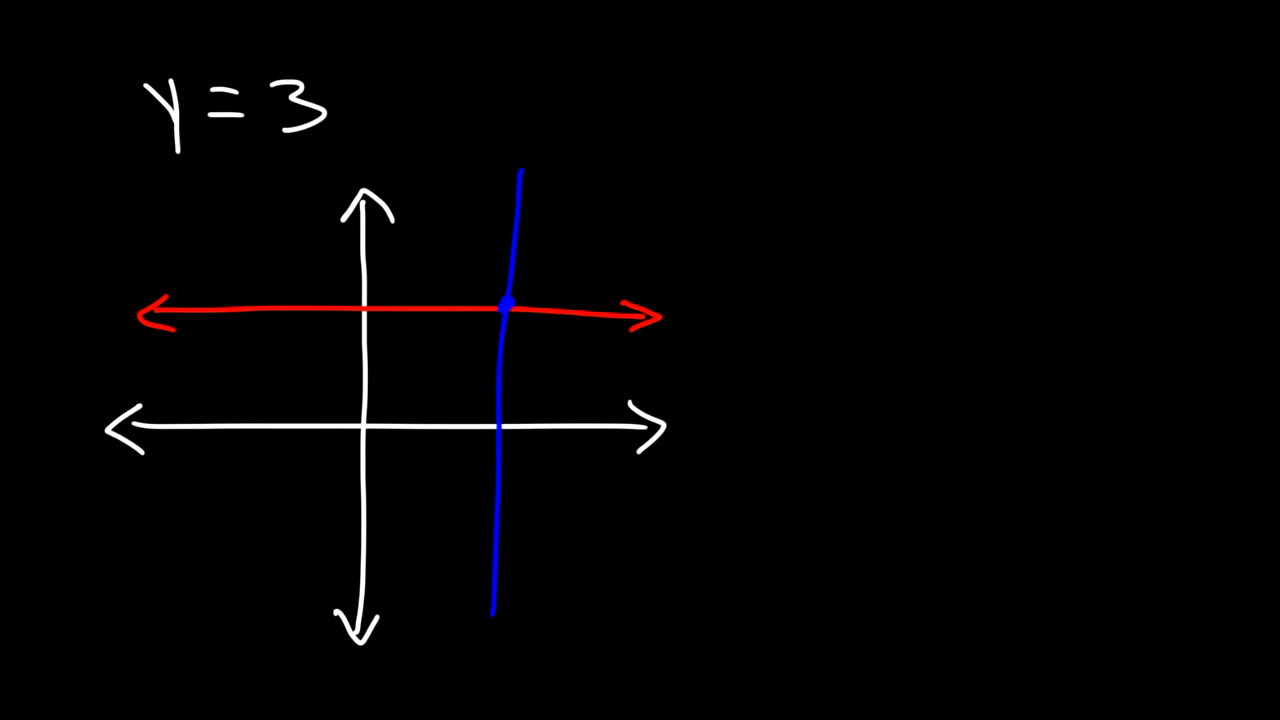 y = 3